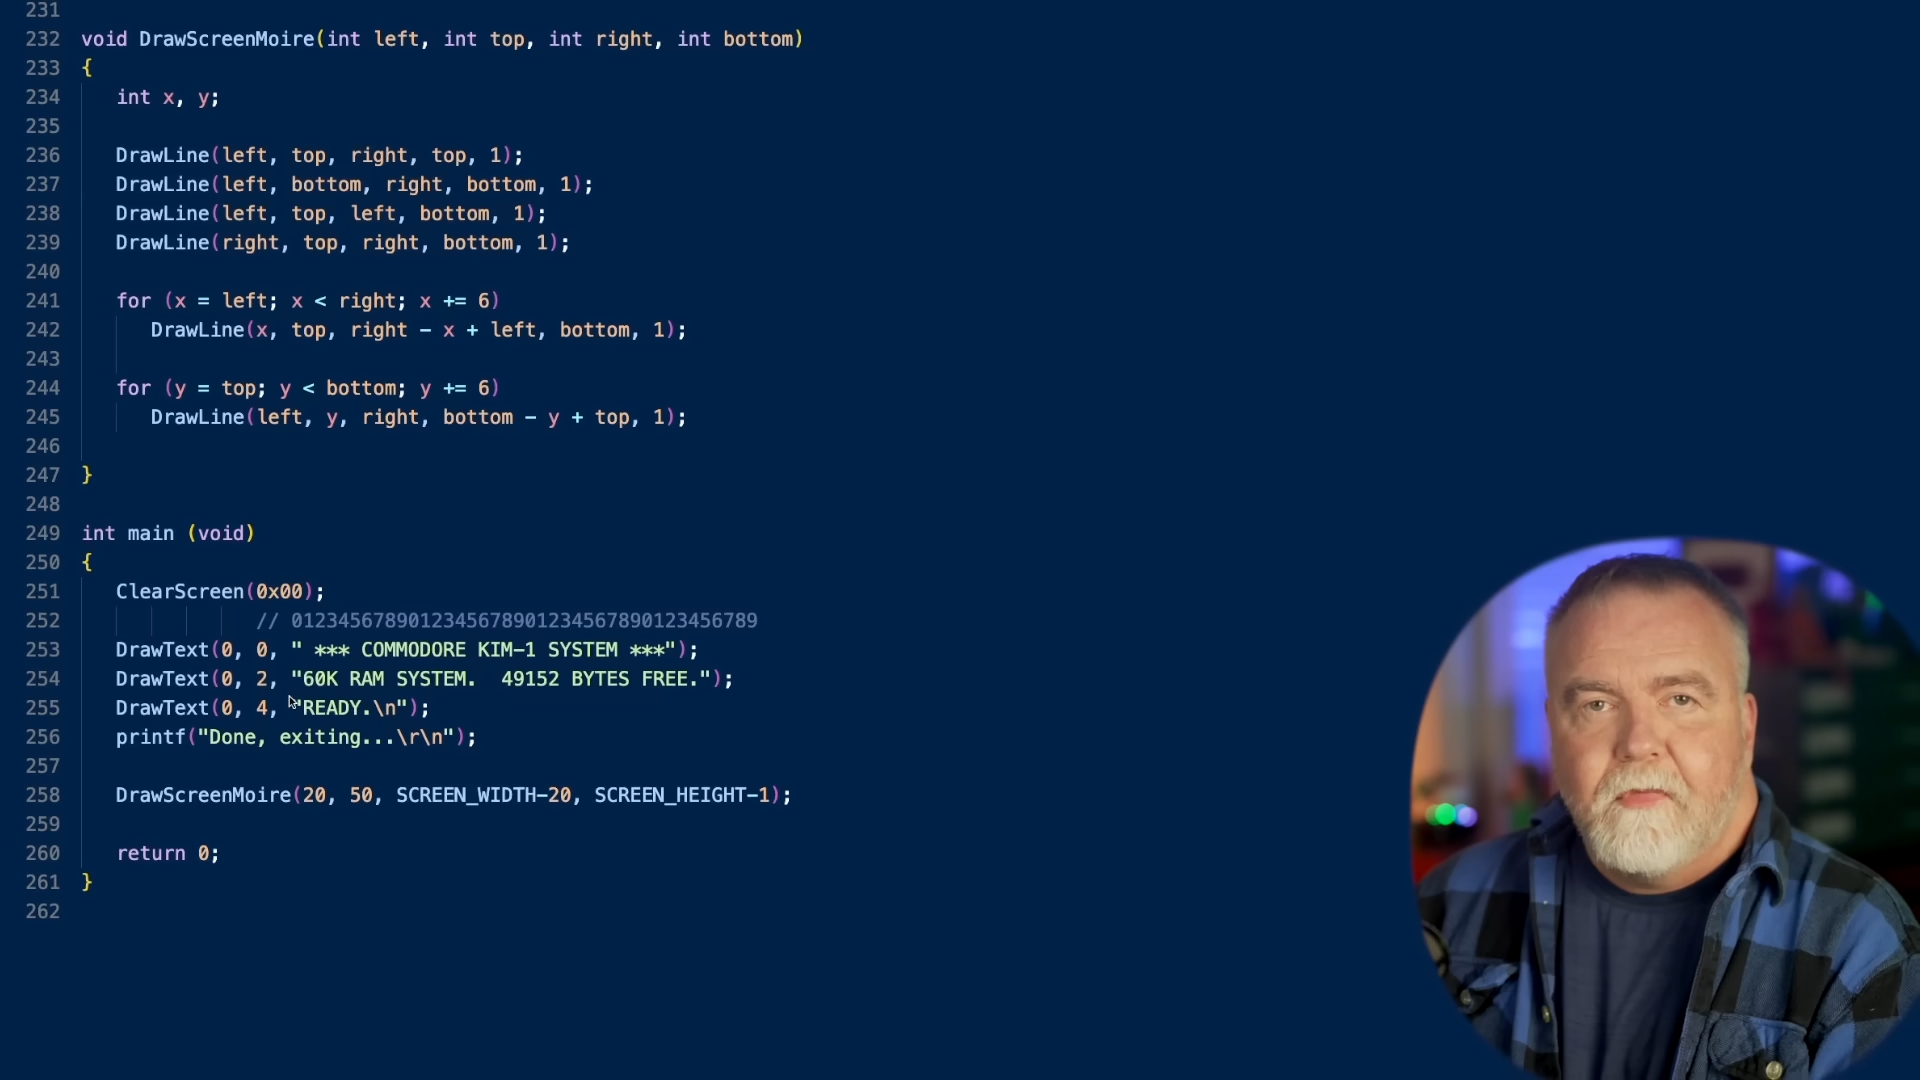 231
232 void DrawScreenMoire(int left, int top, int right, int bottom)
233 {
234 int x, y;
235
236 DrawLine(left, top, right, top, 1);
237 DrawLine(left, bottom, right, bottom, 1);
238 DrawLine(left, top, left, bottom, 1);
239 DrawLine(right, top, right, bottom, 1);
240
241 for (x = left; x < right; x += 6)
242 DrawLine(x, top, right - x + left, bottom, 1);
243
244 for (y = top; y < bottom; y += 6)
245 DrawLine(left, y, right, bottom - y + top, 1);
246
247 }
248
249 int main (void)
250 {
251 ClearScreen(0x00);
252 // 0123456789012345678901234567890123456789
253 DrawText(0, 0, " *** COMMODORE KIM-1 SYSTEM ***");
254 DrawText(0, 2, "60K RAM SYSTEM.  49152 BYTES FREE.");
255 DrawText(0, 4, "READY.\n");
256 printf("Done, exiting...\r\n");
257
258 DrawScreenMoire(20, 50, SCREEN_WIDTH-20, SCREEN_HEIGHT-1);
259
260 return 0;
261 }
262